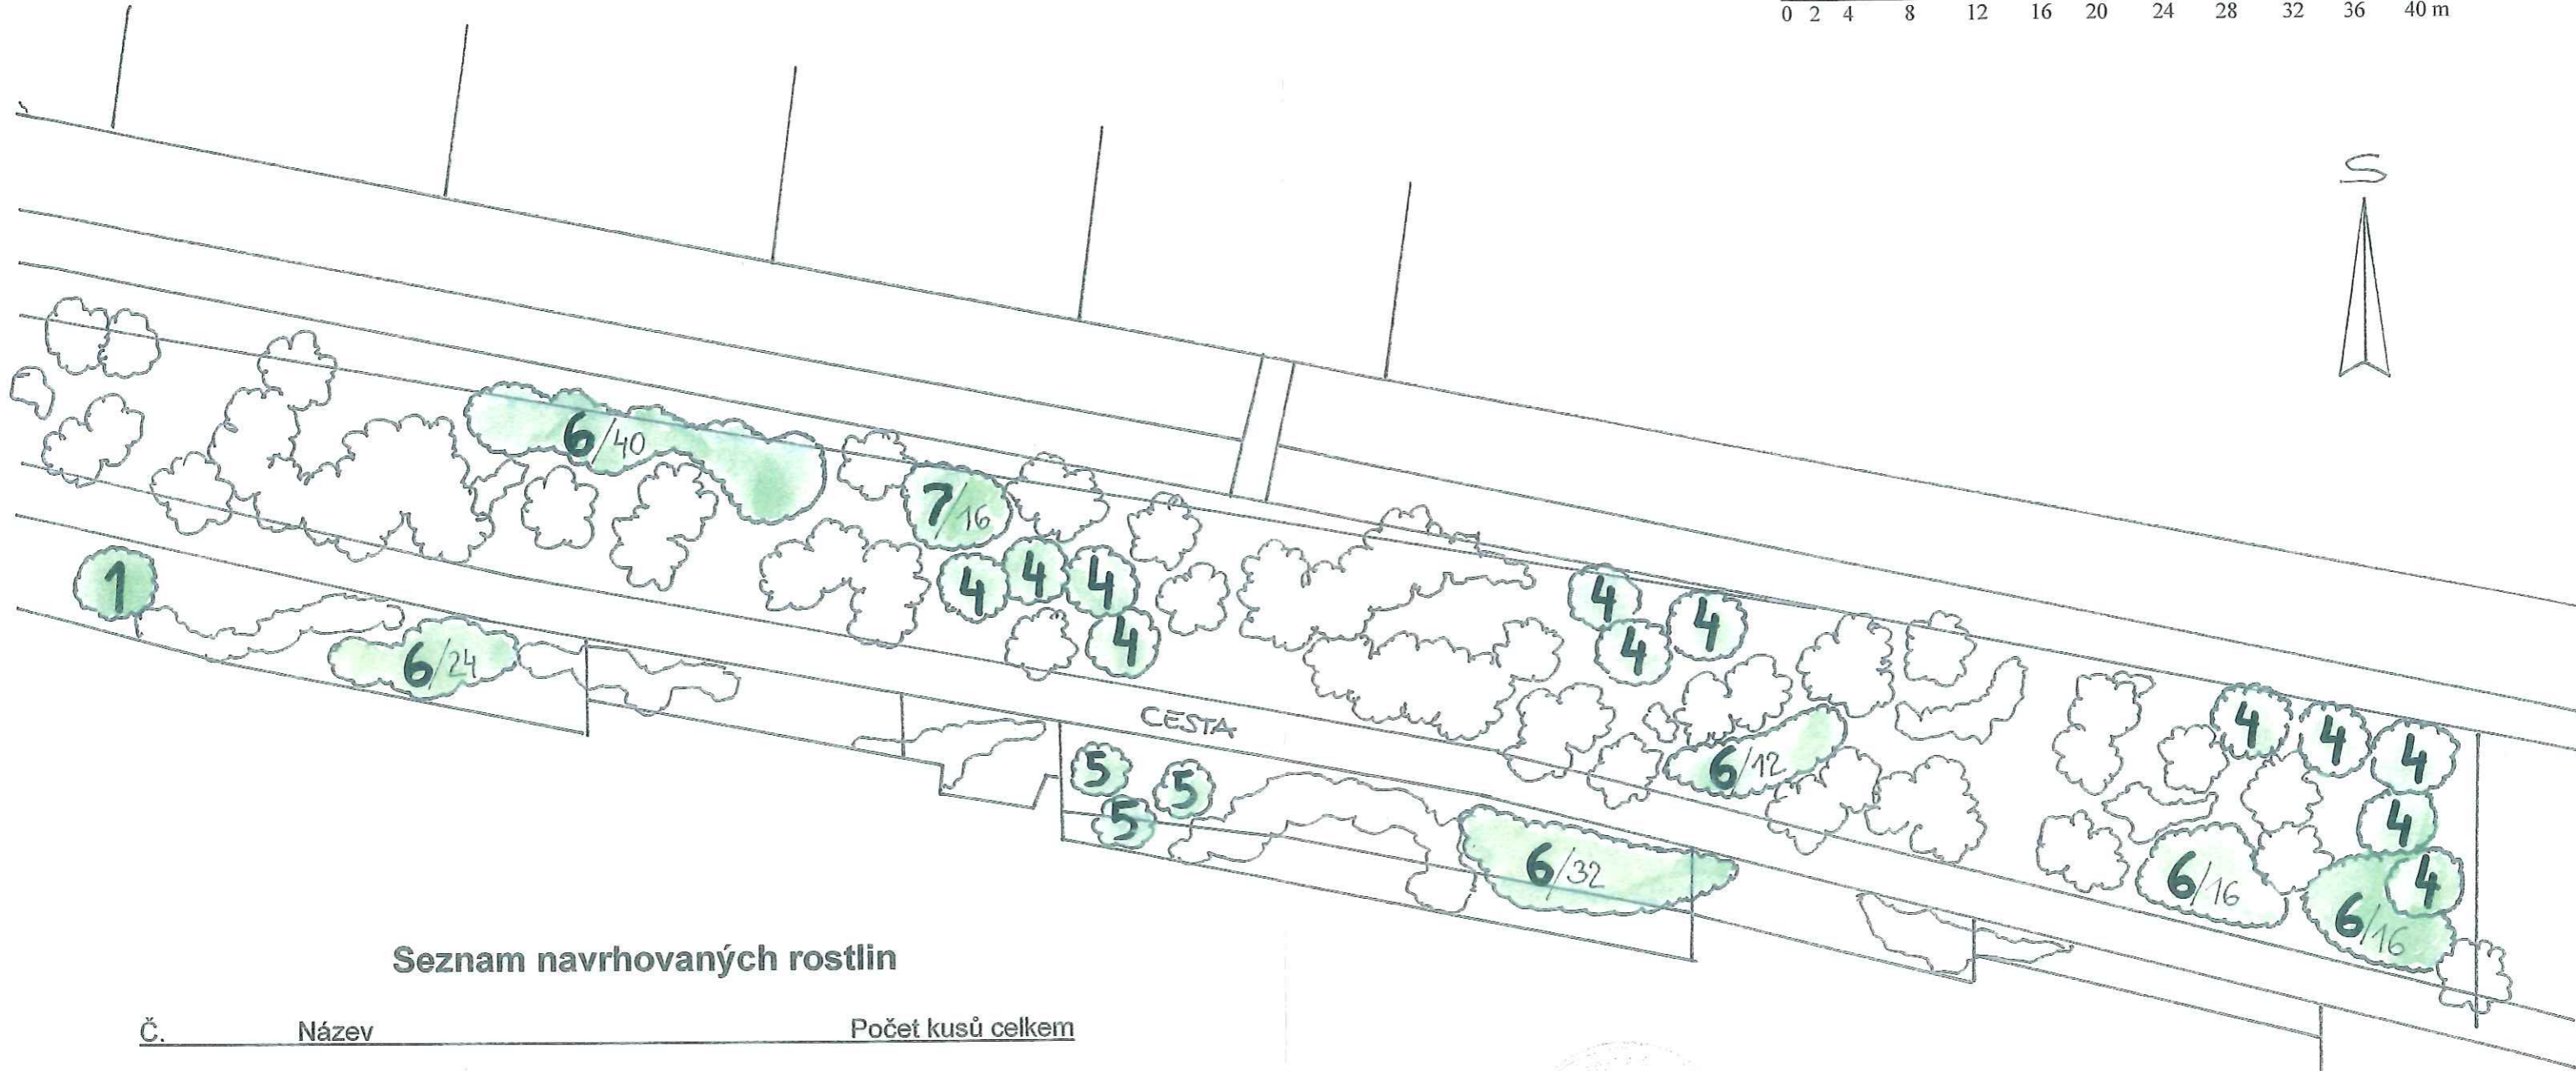 0 2 4 8 12 16 20 24 28 32 36 40 m
S
6/40
7/16
4 4 4
4
1
6/24
4 4
4
CESTA
5 5
5
6/12
6/32
4 4 4
4
4
6/16
6/16
Seznam navrhovaných rostlin
Č. Název Počet kusů celkem